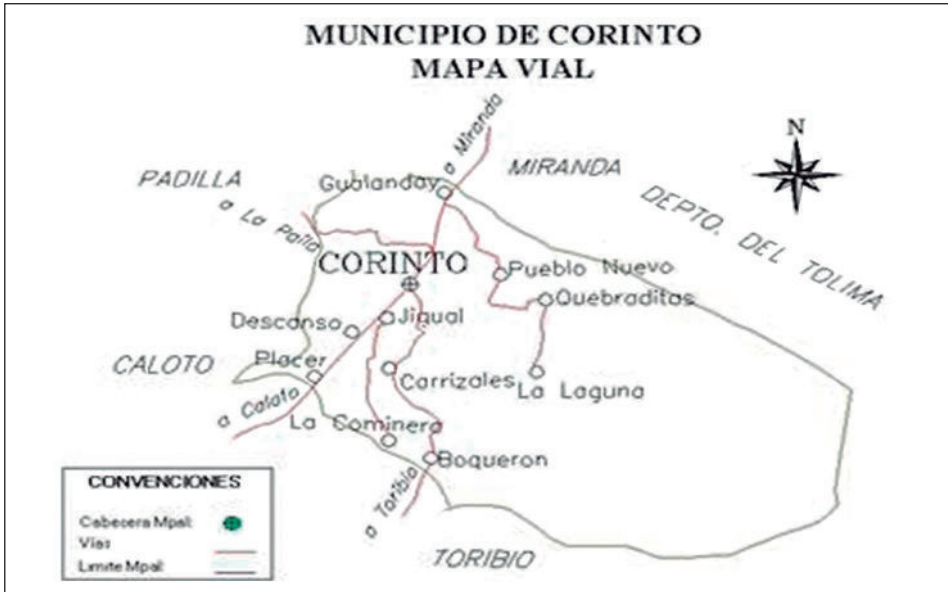 MUNICIPIO DE CORINTO
MAPA VIAL
N
a Miranda
MIRANDA
PADILLA
Gualanday
DEPTO. DEL TOLIMA
a La Paila
CORINTO
Pueblo Nuevo
Quebraditas
Jigual
Descanso
CALOTO
Placer
Carrizales
La Laguna
a Caloto
La Cominera
Boqueron
a Toribio
TORIBIO
CONVENCIONES
Cabecera Mpal:
Vias
Limite Mpal: